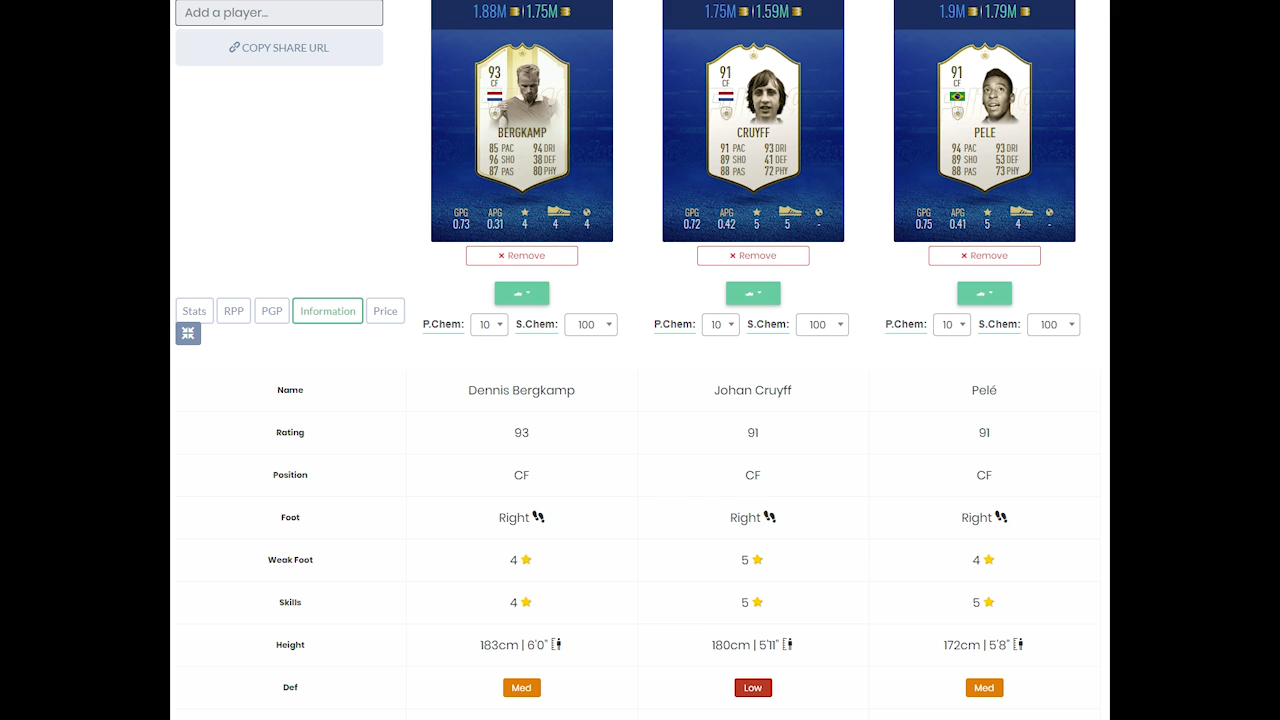 Add a player...
COPY SHARE URL
1.88M | 1.75M
1.75M | 1.59M
1.9M | 1.79M
93
CF
BERGKAMP
85 PAC 94 DRI
96 SHO 38 DEF
87 PAS 80 PHY
GPG APG
0.73 0.31 4 4 4
91
CF
CRUYFF
91 PAC 93 DRI
89 SHO 41 DEF
88 PAS 72 PHY
GPG APG
0.72 0.42 5 5 -
91
CF
PELE
94 PAC 93 DRI
89 SHO 53 DEF
88 PAS 73 PHY
GPG APG
0.75 0.41 5 4 -
× Remove
× Remove
× Remove
Stats RPP PGP Information Price
P.Chem: 10 S.Chem: 100
P.Chem: 10 S.Chem: 100
P.Chem: 10 S.Chem: 100
Name Dennis Bergkamp Johan Cruyff Pelé
Rating 93 91 91
Position CF CF CF
Foot Right Right Right
Weak Foot 4 5 4
Skills 4 5 5
Height 183cm | 6'0" 180cm | 5'11" 172cm | 5'8"
Def Med Low Med